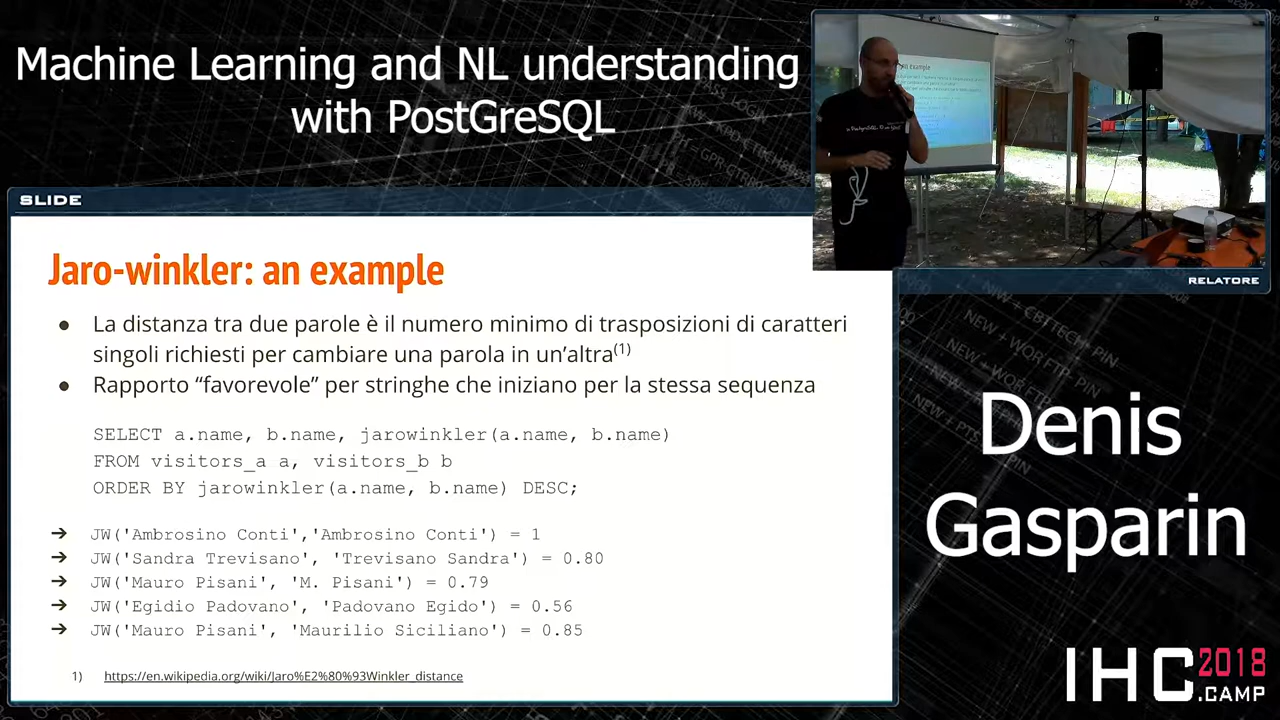 Machine Learning and NL understanding
with PostGreSQL
SLIDE
Jaro-winkler: an example
● La distanza tra due parole è il numero minimo di trasposizioni di caratteri
singoli richiesti per cambiare una parola in un'altra(1)
● Rapporto “favorevole” per stringhe che iniziano per la stessa sequenza
SELECT a.name, b.name, jarowinkler(a.name, b.name)
FROM visitors_a a, visitors_b b
ORDER BY jarowinkler(a.name, b.name) DESC;
➔ JW('Ambrosino Conti','Ambrosino Conti') = 1
➔ JW('Sandra Trevisano', 'Trevisano Sandra') = 0.80
➔ JW('Mauro Pisani', 'M. Pisani') = 0.79
➔ JW('Egidio Padovano', 'Padovano Egido') = 0.56
➔ JW('Mauro Pisani', 'Maurilio Siciliano') = 0.85
1) https://en.wikipedia.org/wiki/Jaro%E2%80%93Winkler_distance
RELATORE
Denis
Gasparin
IHC2018
.CAMP